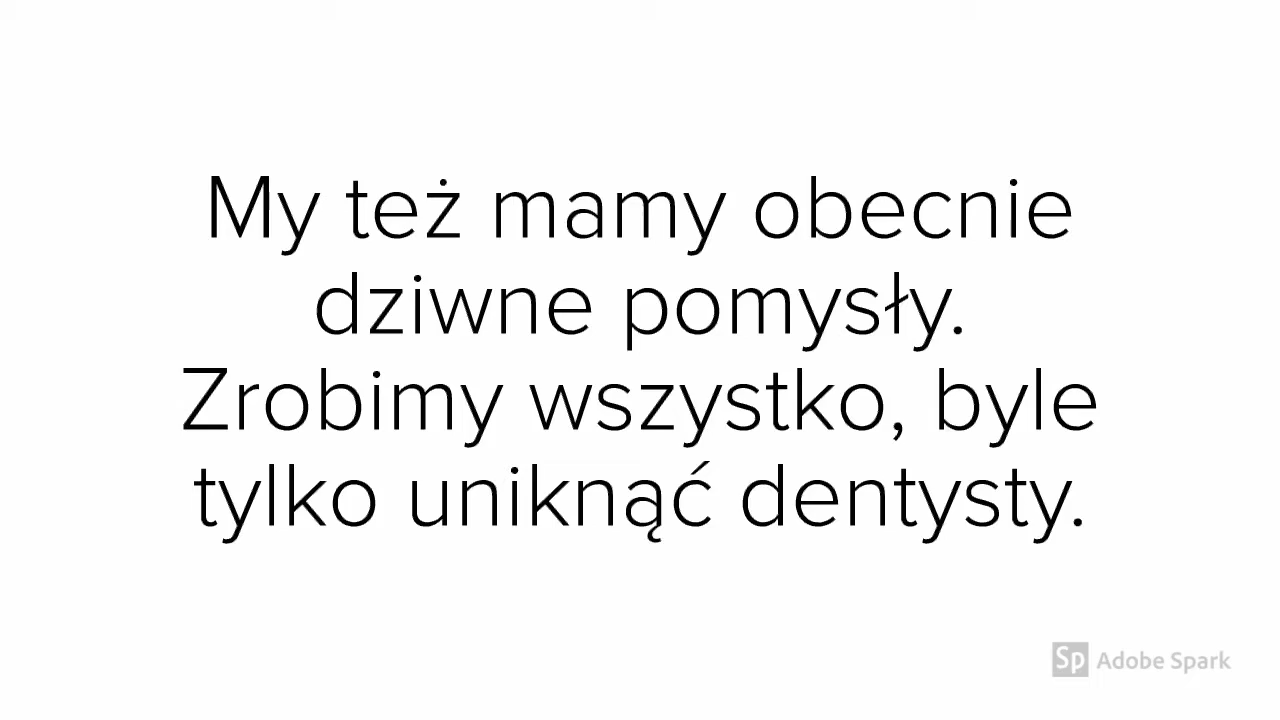 My też mamy obecnie
dziwne pomysły.
Zrobimy wszystko, byle
tylko uniknąć dentysty.
Sp Adobe Spark